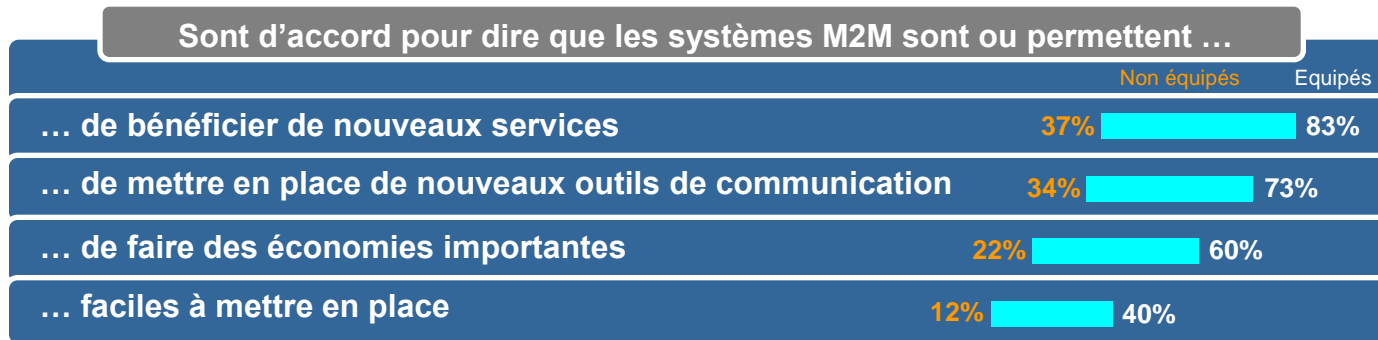 Sont d’accord pour dire que les systèmes M2M sont ou permettent …
Non équipés Equipés
… de bénéficier de nouveaux services 37% 83%
… de mettre en place de nouveaux outils de communication 34% 73%
… de faire des économies importantes 22% 60%
… faciles à mettre en place 12% 40%